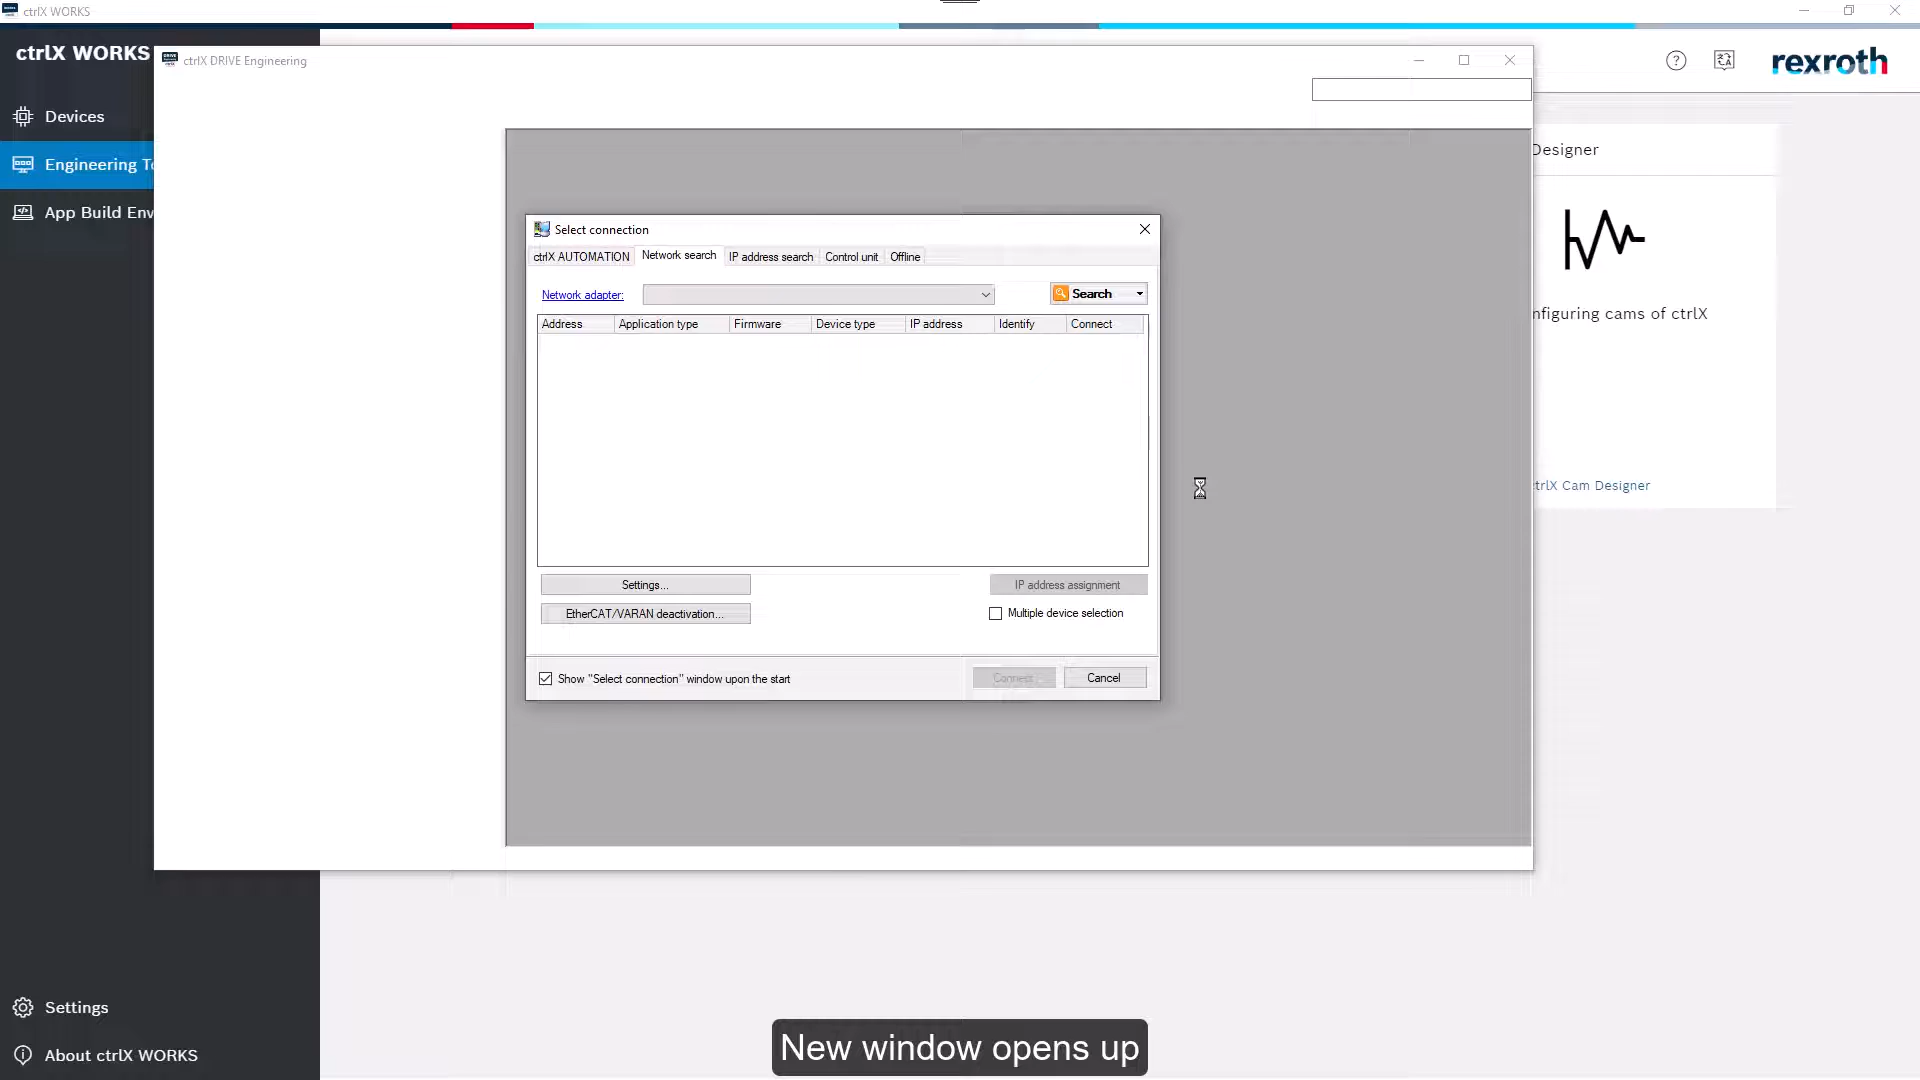 ctrlX WORKS
ctrlX WORKS
ctrlX DRIVE Engineering
rexroth
Devices
Engineering To
App Build Env
Designer
nfiguring cams of ctrlX
ctrlX Cam Designer
Select connection
ctrlX AUTOMATION
Network search
IP address search
Control unit
Offline
Network adapter:
Search
Address
Application type
Firmware
Device type
IP address
Identify
Connect
Settings...
IP address assignment
EtherCAT/VARAN deactivation...
Multiple device selection
Show "Select connection" window upon the start
Connect
Cancel
Settings
About ctrlX WORKS
New window opens up